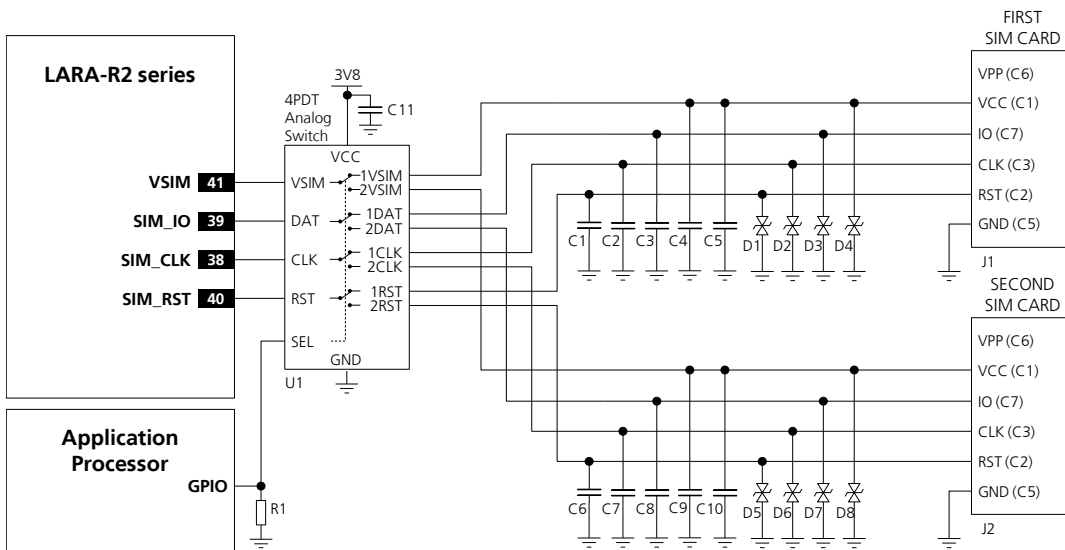 LARA-R2 series
VSIM 41
SIM_IO 39
SIM_CLK 38
SIM_RST 40
Application
Processor
GPIO
R1
3V8
C11
4PDT
Analog
Switch
VCC
VSIM
1VSIM
2VSIM
DAT
1DAT
2DAT
CLK
1CLK
2CLK
RST
1RST
2RST
SEL
GND
U1
C1 C2 C3 C4 C5 D1 D2 D3 D4
FIRST
SIM CARD
VPP (C6)
VCC (C1)
IO (C7)
CLK (C3)
RST (C2)
GND (C5)
J1
C6 C7 C8 C9 C10 D5 D6 D7 D8
SECOND
SIM CARD
VPP (C6)
VCC (C1)
IO (C7)
CLK (C3)
RST (C2)
GND (C5)
J2